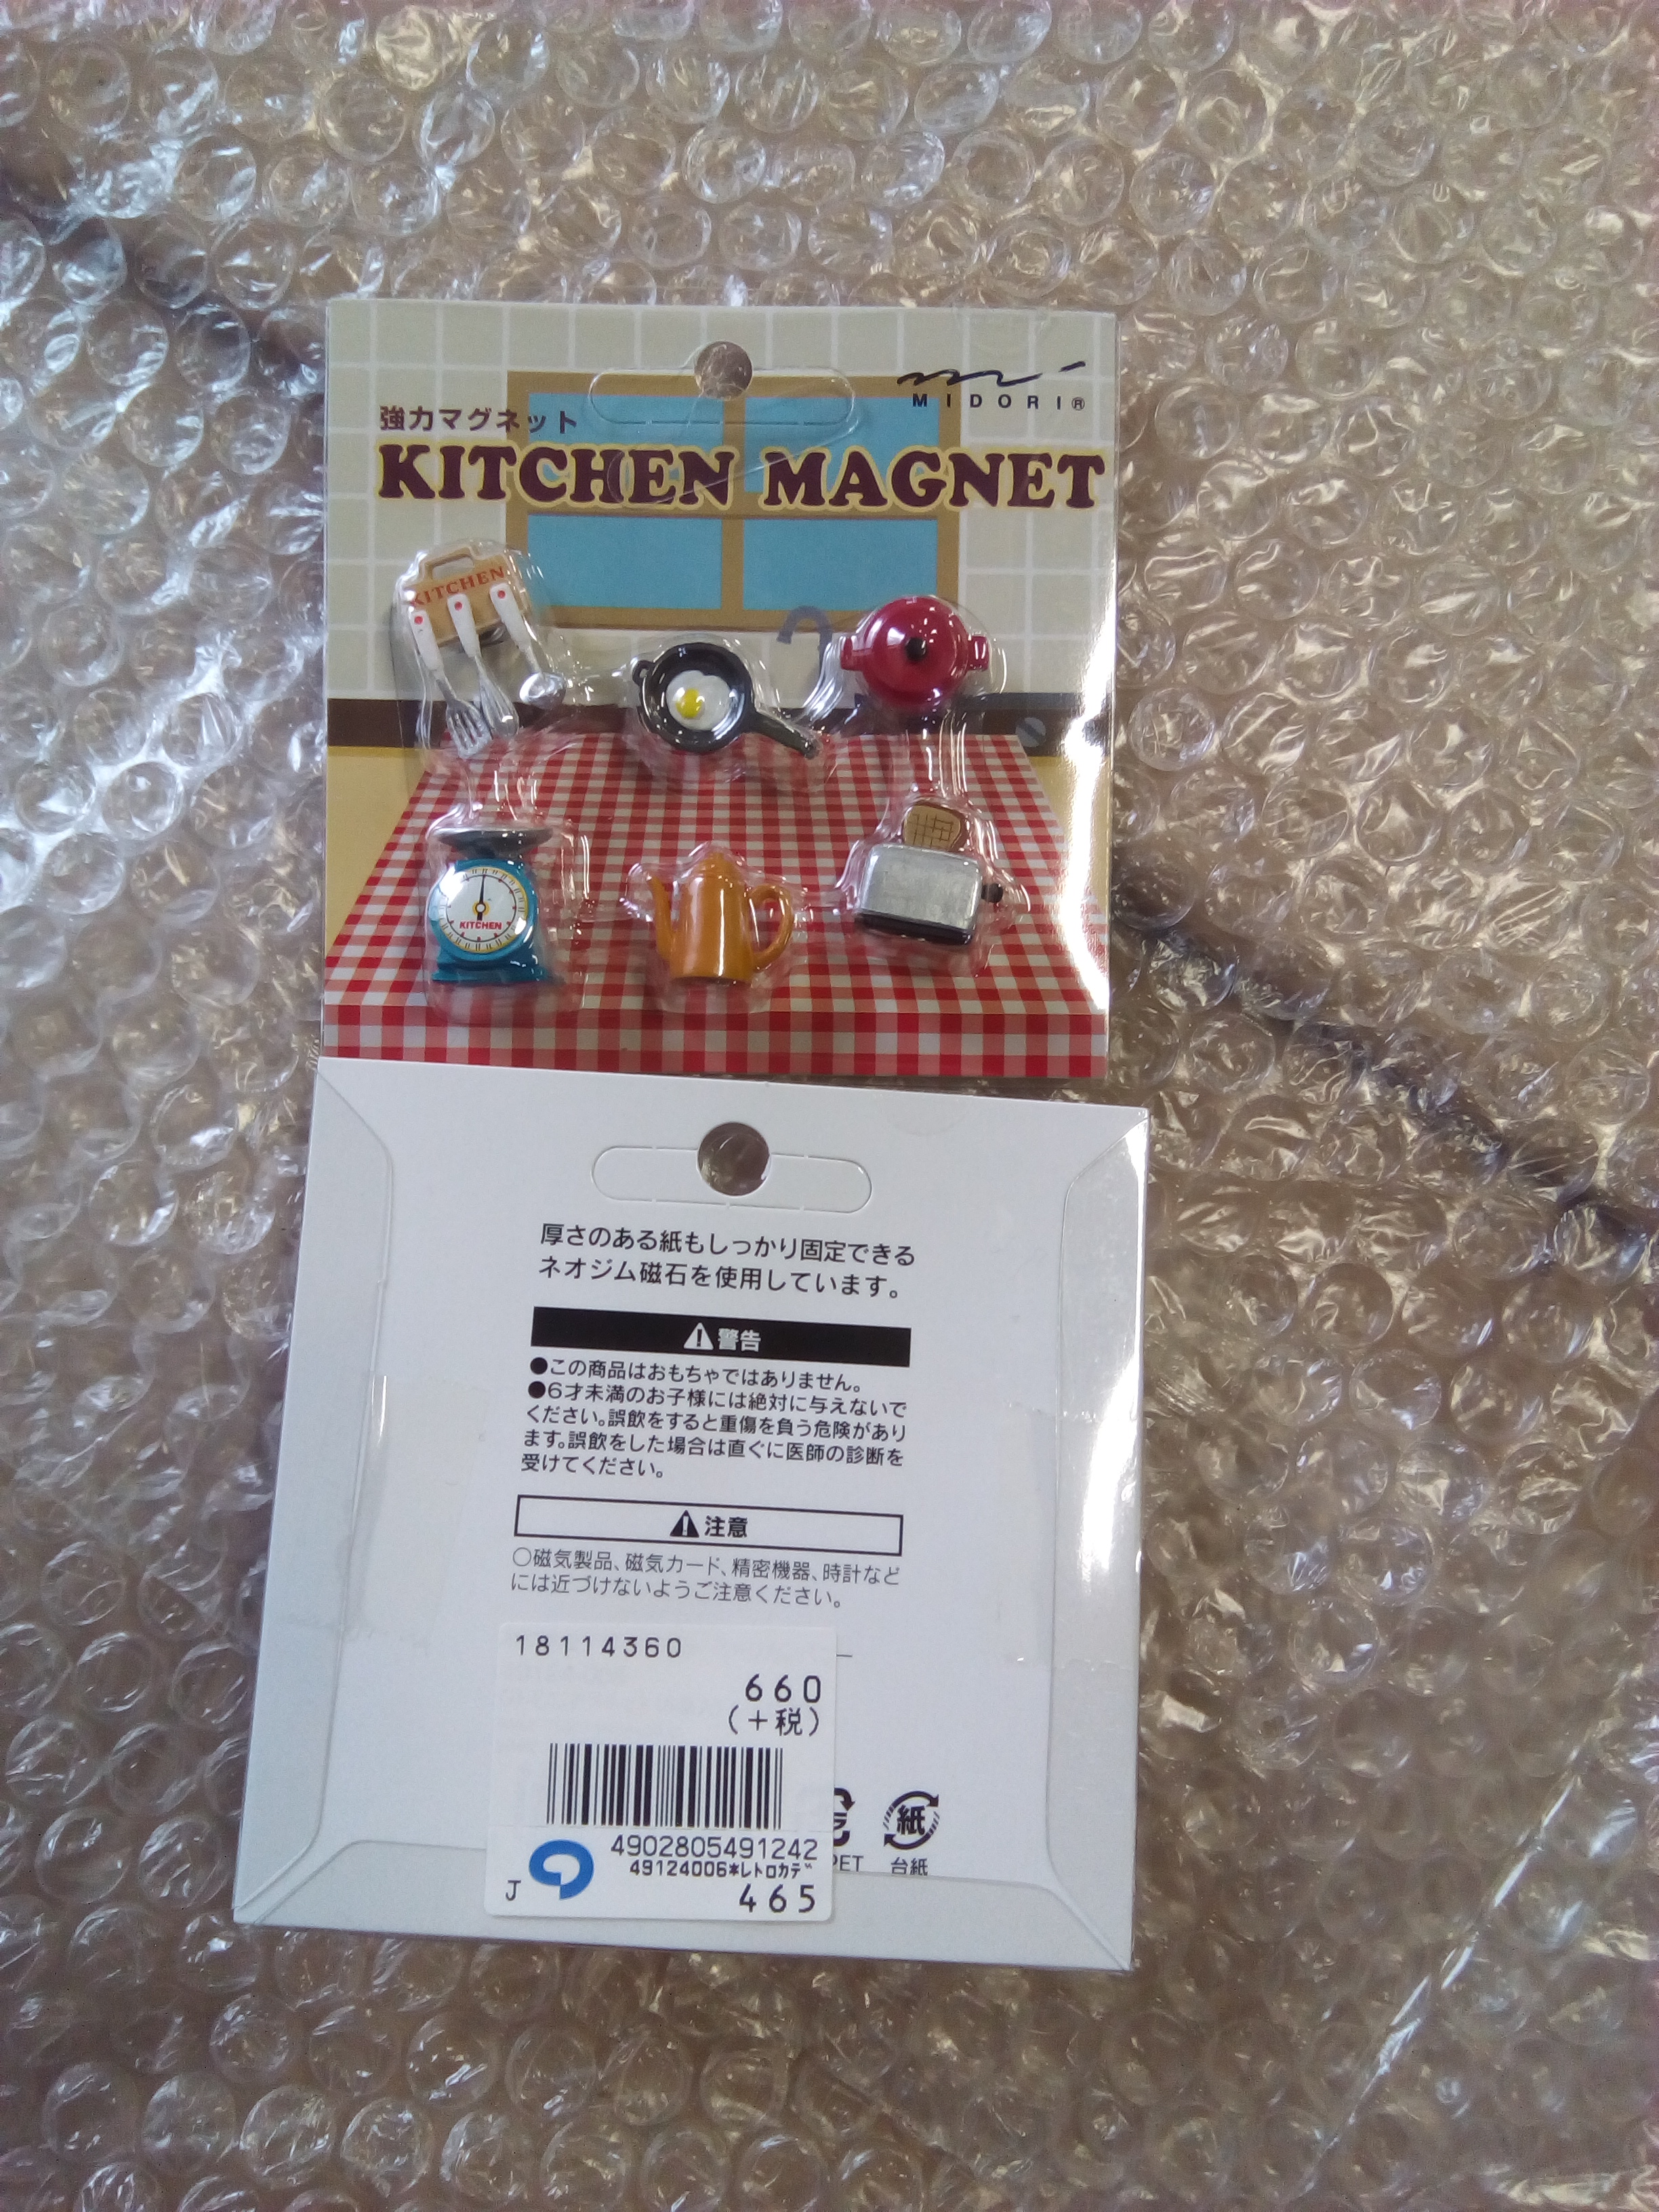 MIDORI®
強力マグネット
KITCHEN MAGNET
KITCHEN
KITCHEN
厚さのある紙もしっかり固定できる
ネオジム磁石を使用しています。
警告
●この商品はおもちゃではありません。
●6才未満のお子様には絶対に与えないで
ください。誤飲をすると重傷を負う危険があり
ます。誤飲をした場合は直ぐに医師の診断を
受けてください。
注意
○磁気製品、磁気カード、精密機器、時計など
には近づけないようご注意ください。
18114360
660
(+税)
4902805491242
49124006*レトロカデ
J
465
PET
紙
台紙